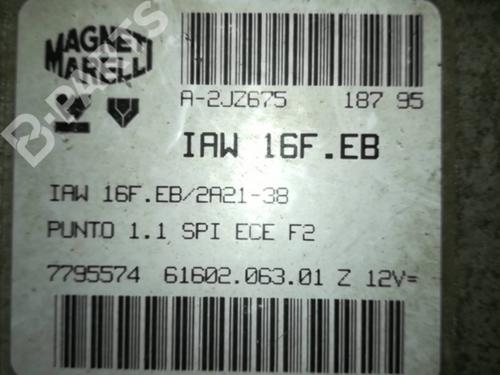 MAGNETI
MARELLI
A-2JZ675 187 95
IAW 16F.EB
IAW 16F.EB/2A21-38
PUNTO 1.1 SPI ECE F2
7795574 61602.063.01 Z 12V=
B-PARTS